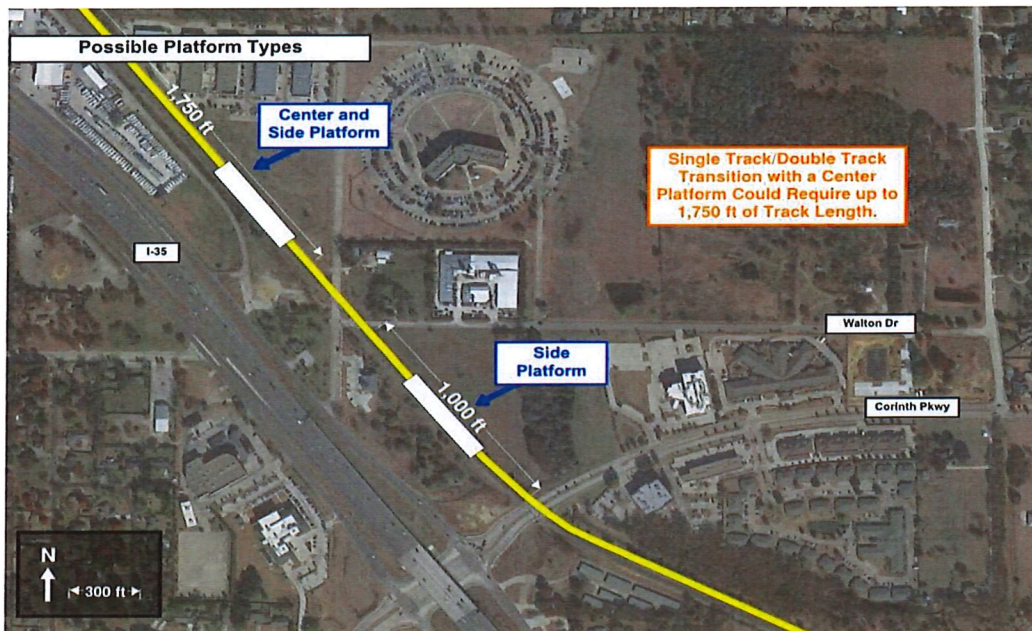 Possible Platform Types
1,750 ft
Center and
Side Platform
Single Track/Double Track
Transition with a Center
Platform Could Require up to
1,750 ft of Track Length.
I-35
Walton Dr
Side
Platform
1,000 ft
Corinth Pkwy
N
300 ft